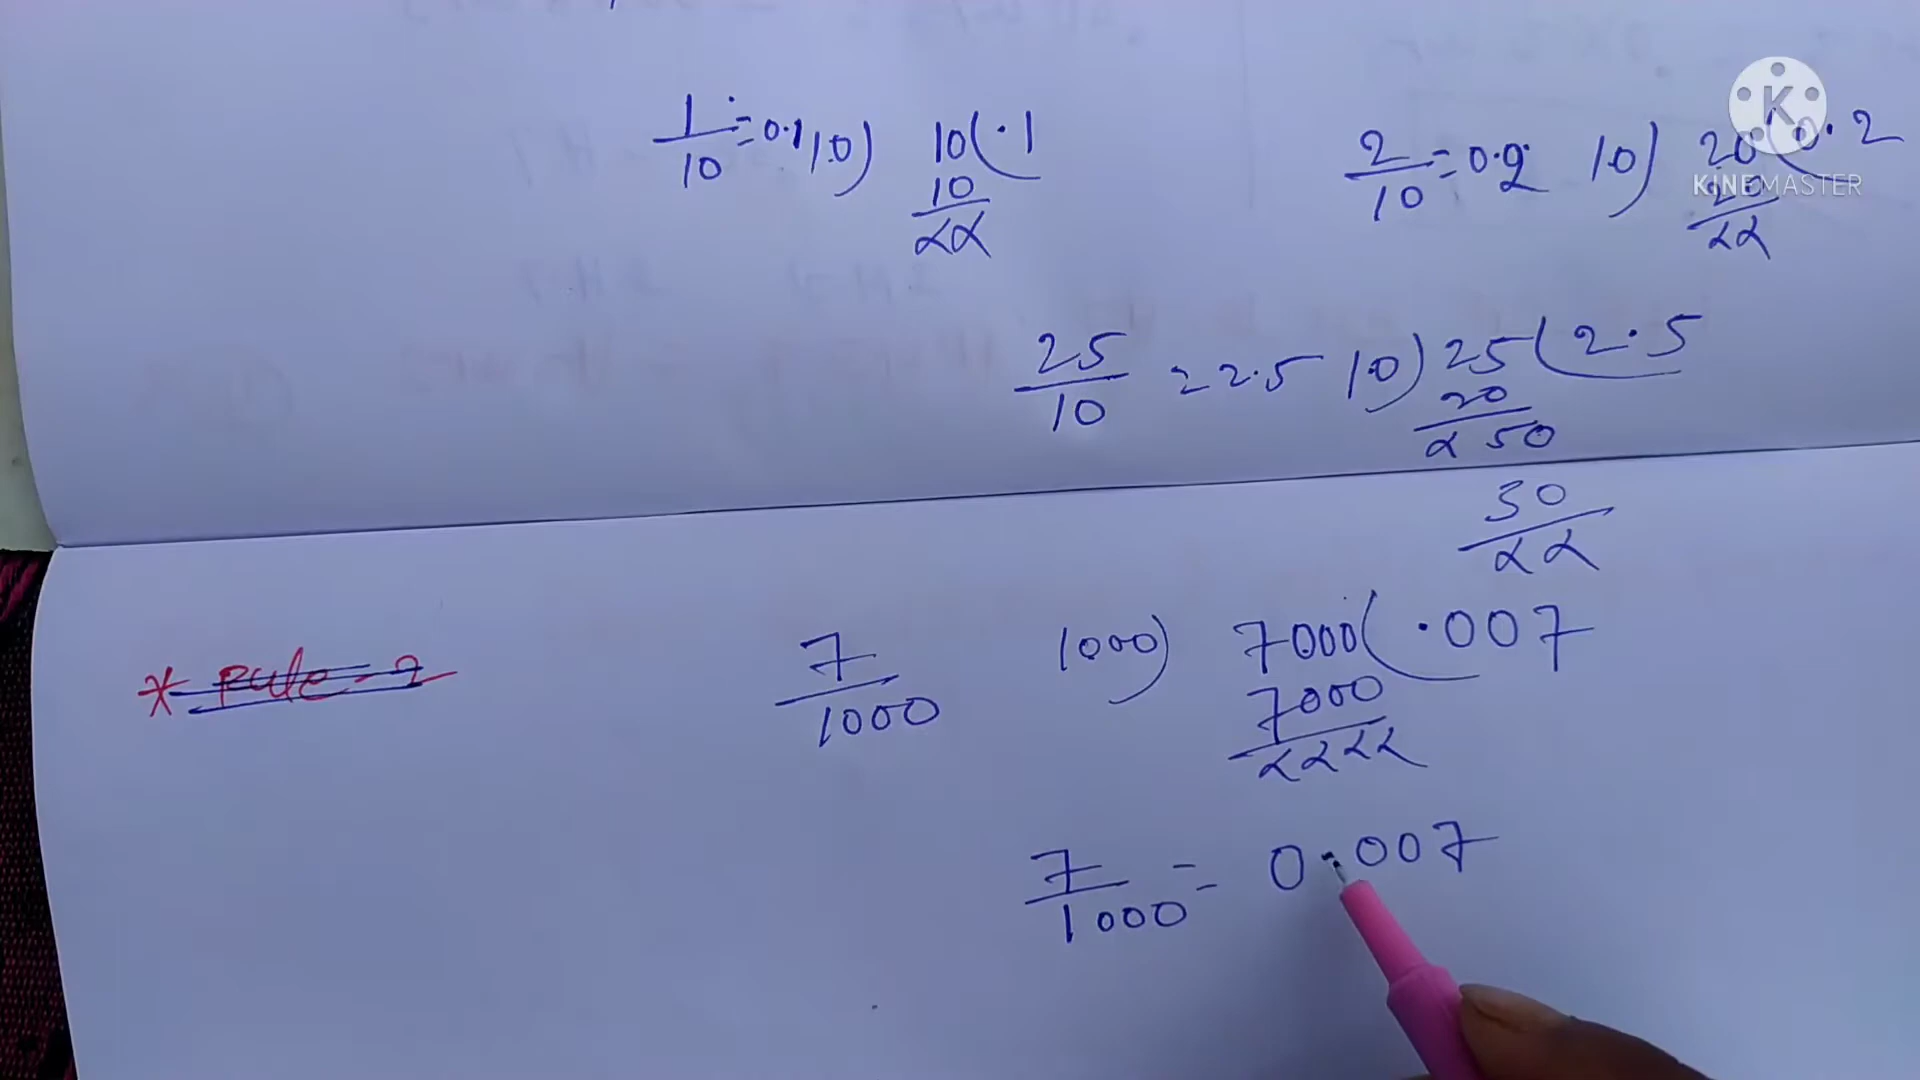 1/10 = 0.1 10) 10( .1
10
2/10 = 0.2 10) 20( 0.2
20
KINEMASTER
25/10 = 2.5 10) 25( 2.5
20
50
50
* Rule - 2
7/1000 1000) 7000( .007
7000
7/1000 = 0.007